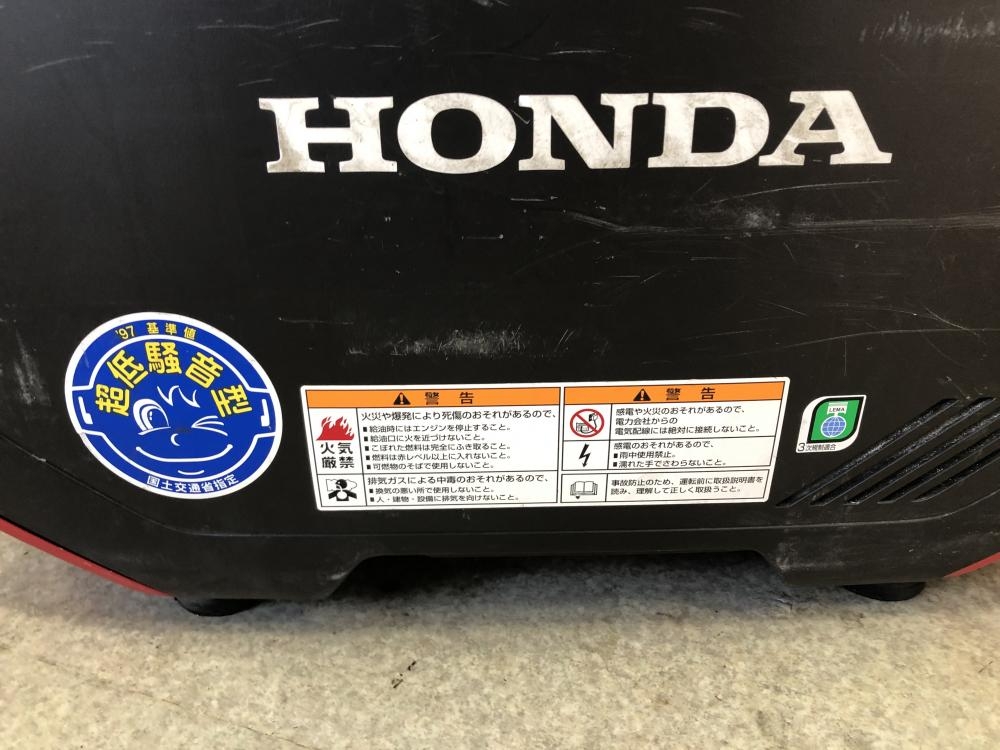 HONDA
'97 基準値
超低騒音型
国土交通省指定
警告
火気
厳禁
火災や爆発により死傷のおそれがあるので、
■給油時にはエンジンを停止すること。
■給油口に火を近づけないこと。
■こぼれた燃料は完全にふき取ること。
■燃料は赤レベル以上に入れないこと。
■可燃物のそばで使用しないこと。
排気ガスによる中毒のおそれがあるので、
■換気の悪い所で使用しないこと。
■人・建物・設備に排気を向けないこと。
警告
感電や火災のおそれがあるので、
電力会社からの
電気配線には絶対に接続しないこと。
感電のおそれがあるので、
■雨中使用禁止。
■濡れた手でさわらないこと。
事故防止のため、運転前に取扱説明書を
読み、理解して正しく取扱うこと。
LEMA
3次規制適合